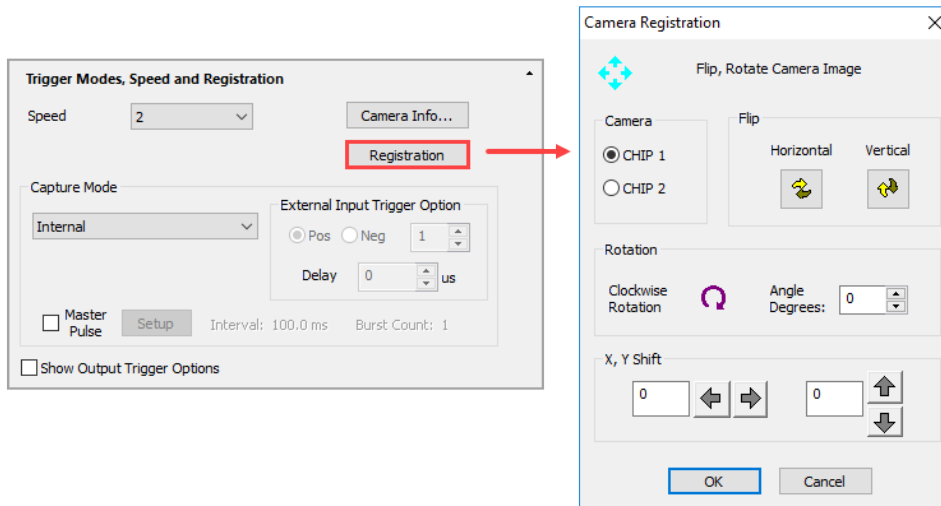 Trigger Modes, Speed and Registration
Speed
2
Camera Info...
Registration
Capture Mode
Internal
External Input Trigger Option
Pos
Neg
1
Delay
0
us
Master
Pulse
Setup
Interval: 100.0 ms
Burst Count: 1
Show Output Trigger Options
Camera Registration
Flip, Rotate Camera Image
Camera
CHIP 1
CHIP 2
Flip
Horizontal
Vertical
Rotation
Clockwise
Rotation
Angle
Degrees:
0
X, Y Shift
0
0
OK
Cancel